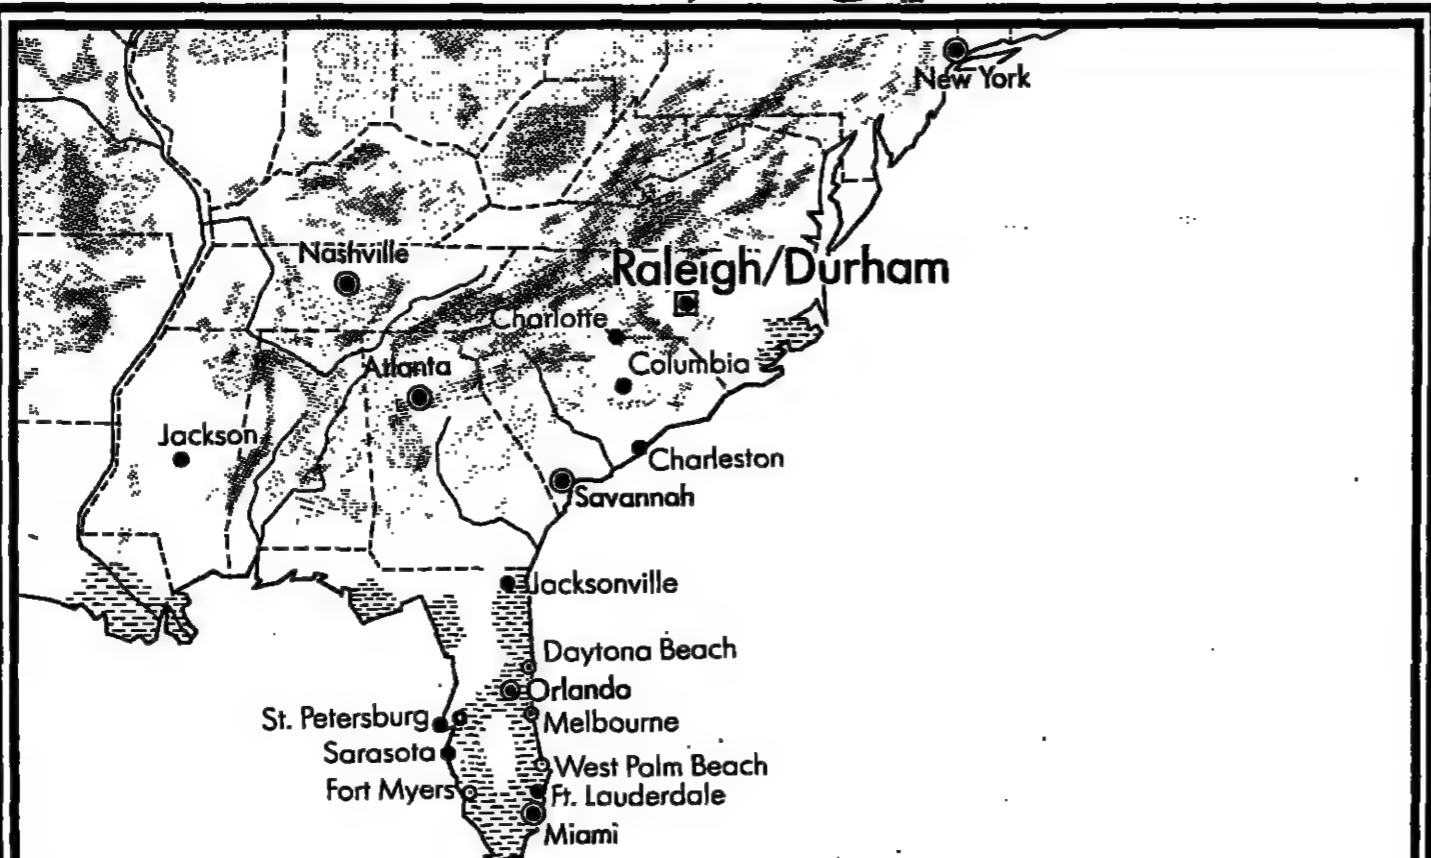 New York
Nashville
Raleigh/Durham
Charlotte
Columbia
Atlanta
Jackson
Charleston
Savannah
Jacksonville
Daytona Beach
Orlando
St. Petersburg
Melbourne
Sarasota
West Palm Beach
Fort Myers
Ft. Lauderdale
Miami